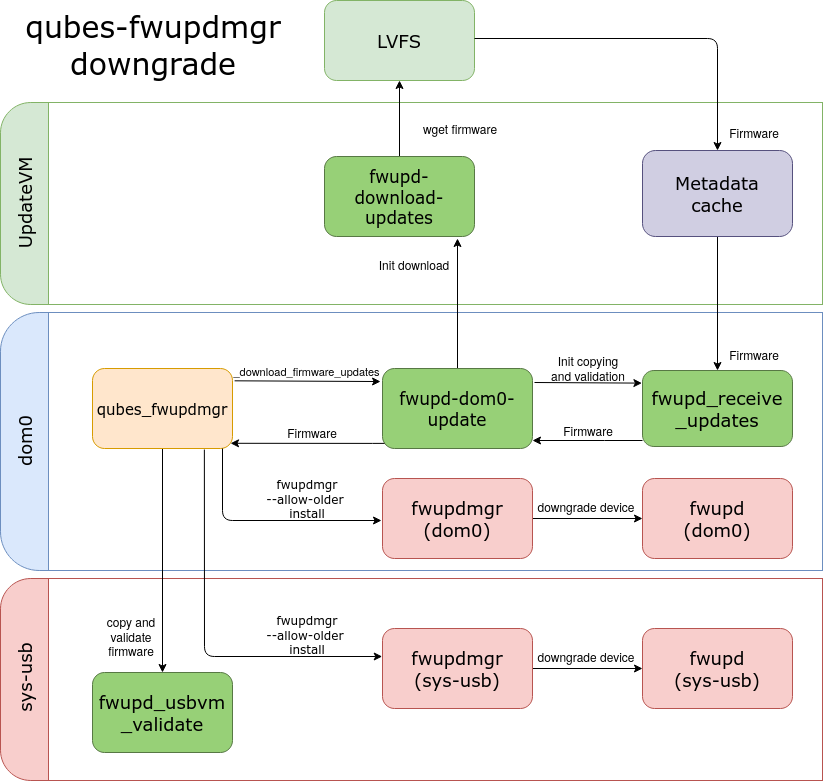 qubes-fwupdmgr
downgrade
LVFS
wget firmware
Firmware
UpdateVM
fwupd-
download-
updates
Metadata
cache
Init download
Firmware
dom0
qubes_fwupdmgr
_download_firmware_updates
fwupd-dom0-
update
Init copying
and validation
fwupd_receive
_updates
Firmware
Firmware
fwupdmgr
--allow-older
install
fwupdmgr
(dom0)
downgrade device
fwupd
(dom0)
sys-usb
copy and
validate
firmware
fwupdmgr
--allow-older
install
fwupdmgr
(sys-usb)
downgrade device
fwupd
(sys-usb)
fwupd_usbvm
_validate